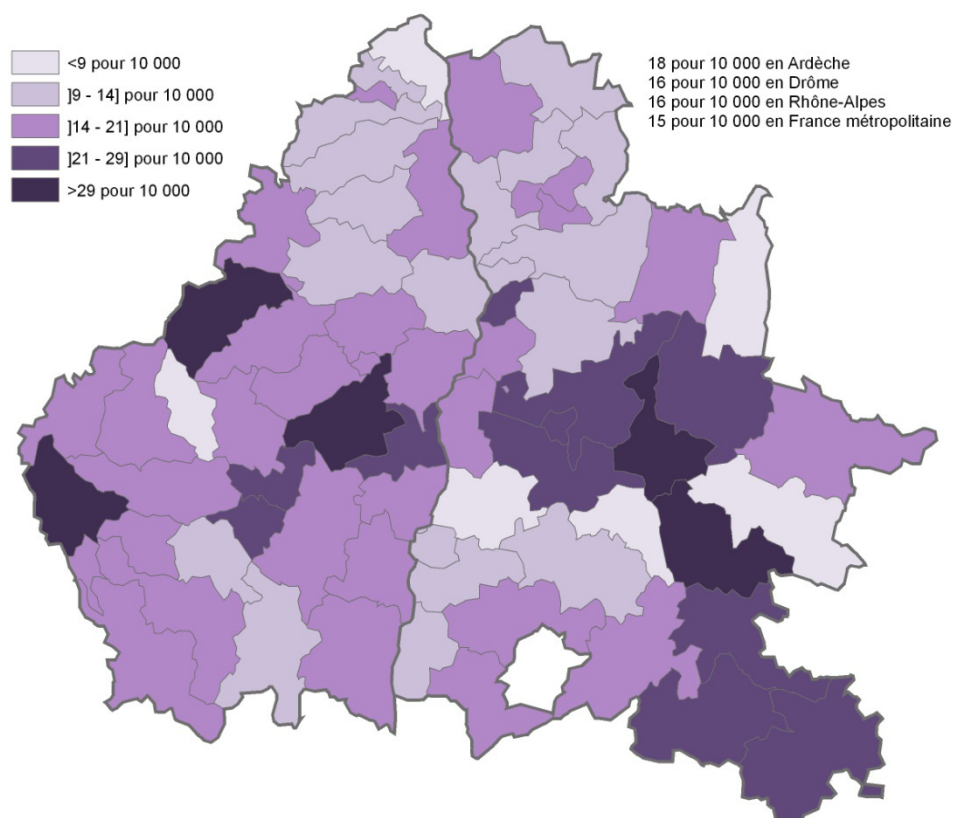 <9 pour 10 000
]9 - 14] pour 10 000
]14 - 21] pour 10 000
]21 - 29] pour 10 000
>29 pour 10 000
18 pour 10 000 en Ardèche
16 pour 10 000 en Drôme
16 pour 10 000 en Rhône-Alpes
15 pour 10 000 en France métropolitaine